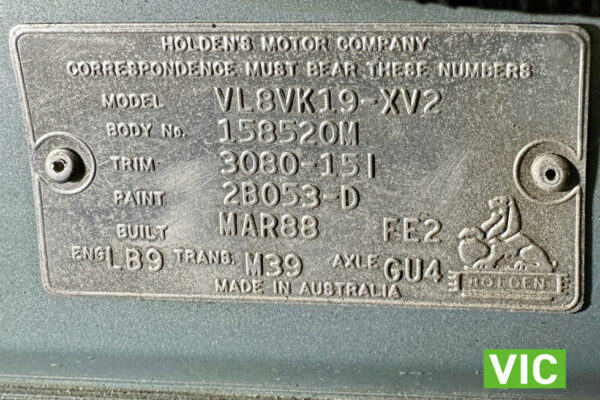 HOLDEN'S MOTOR COMPANY
CORRESPONDENCE MUST BEAR THESE NUMBERS
MODEL VL8VK19-XV2
BODY No. 158520M
TRIM 3080-151
PAINT 2B053-D
BUILT MAR88 FE2
ENG LB9 TRANS. M39 AXLE GU4
MADE IN AUSTRALIA
HOLDEN
VIC